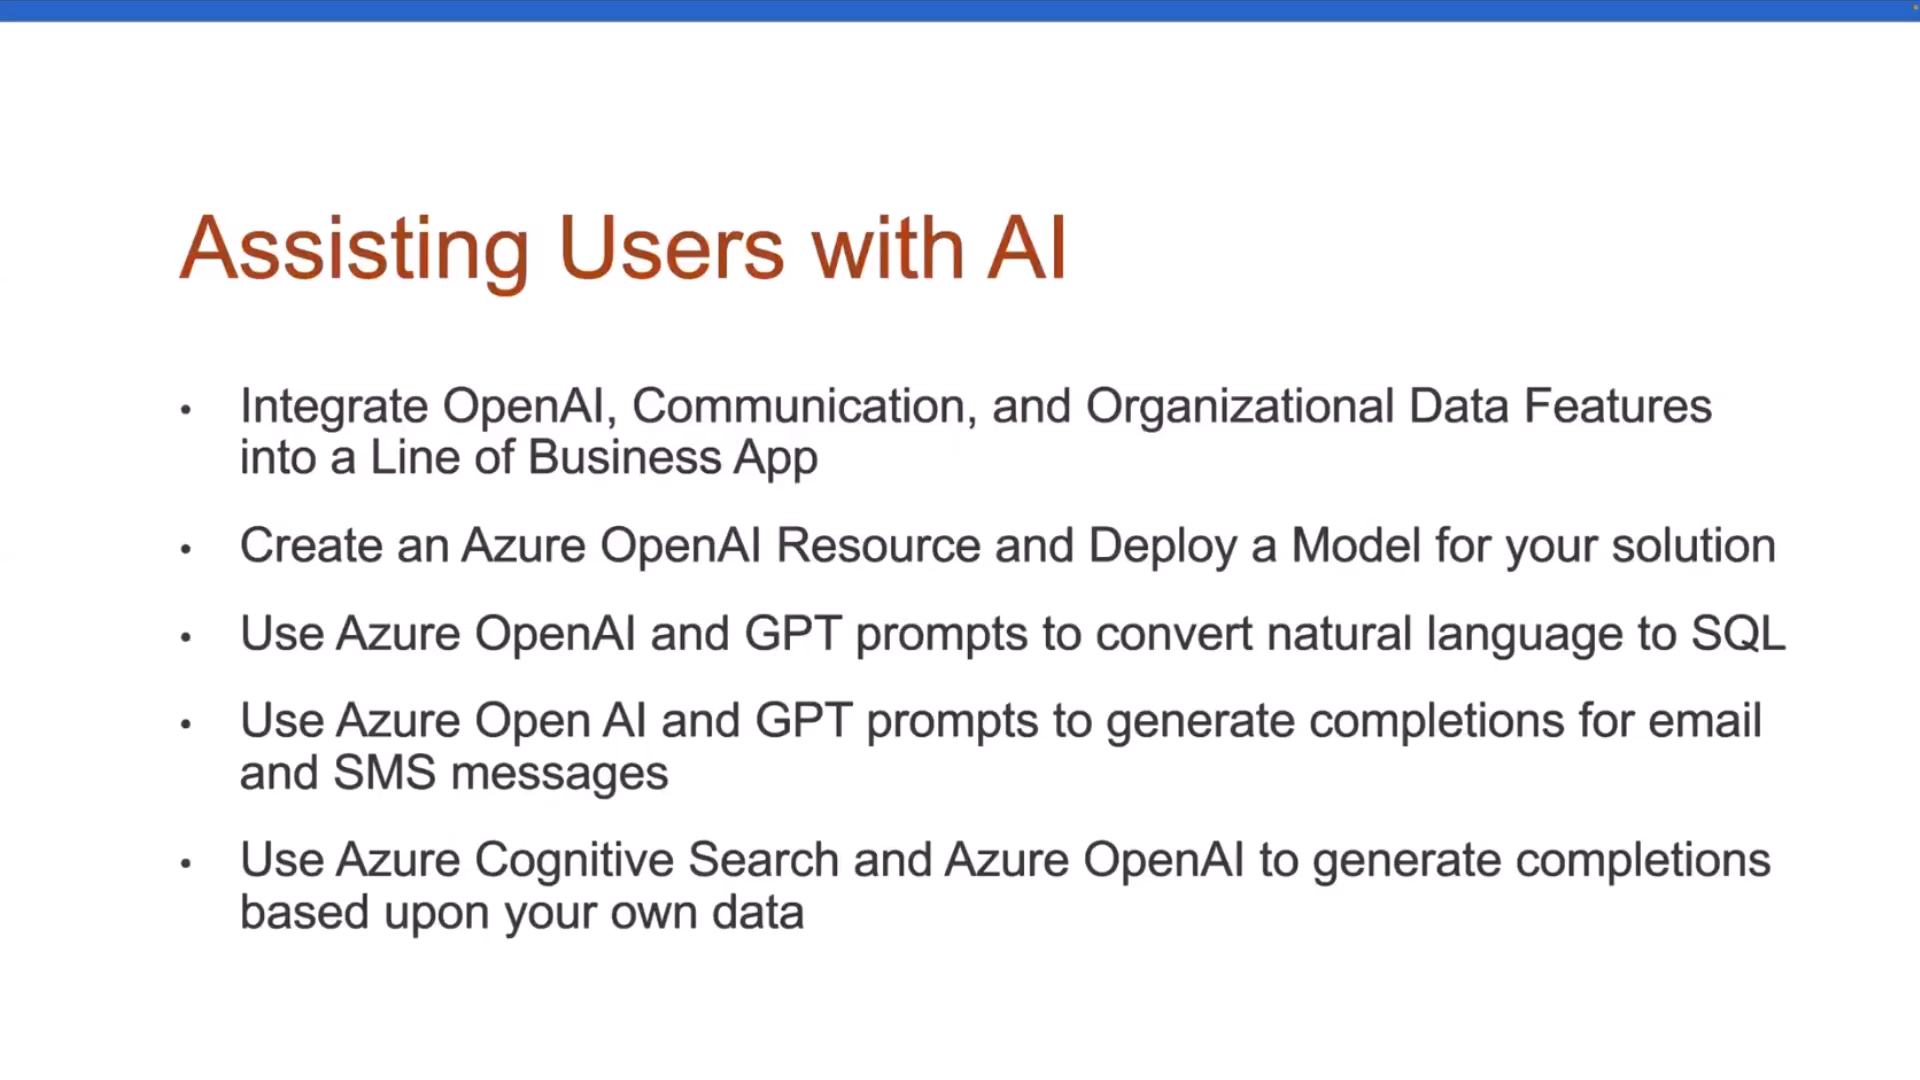 Assisting Users with AI
• Integrate OpenAI, Communication, and Organizational Data Features
into a Line of Business App
• Create an Azure OpenAI Resource and Deploy a Model for your solution
• Use Azure OpenAI and GPT prompts to convert natural language to SQL
• Use Azure Open AI and GPT prompts to generate completions for email
and SMS messages
• Use Azure Cognitive Search and Azure OpenAI to generate completions
based upon your own data